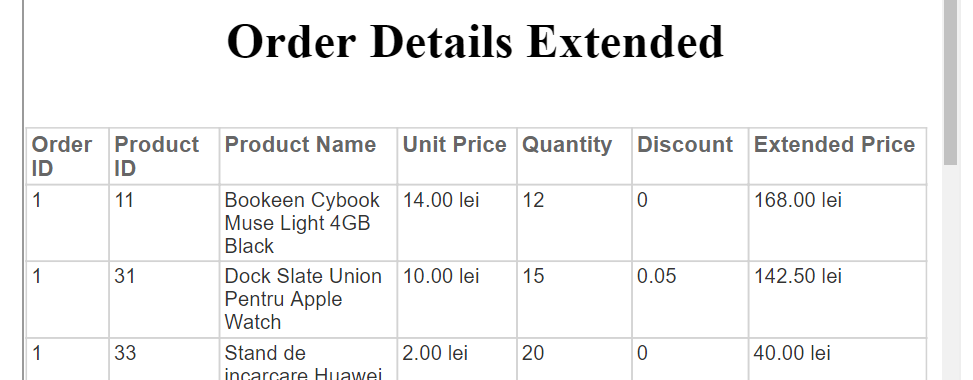 Order Details Extended
Order ID Product ID Product Name Unit Price Quantity Discount Extended Price
1 11 Bookeen Cybook Muse Light 4GB Black 14.00 lei 12 0 168.00 lei
1 31 Dock Slate Union Pentru Apple Watch 10.00 lei 15 0.05 142.50 lei
1 33 Stand de incarcare Huawei 2.00 lei 20 0 40.00 lei